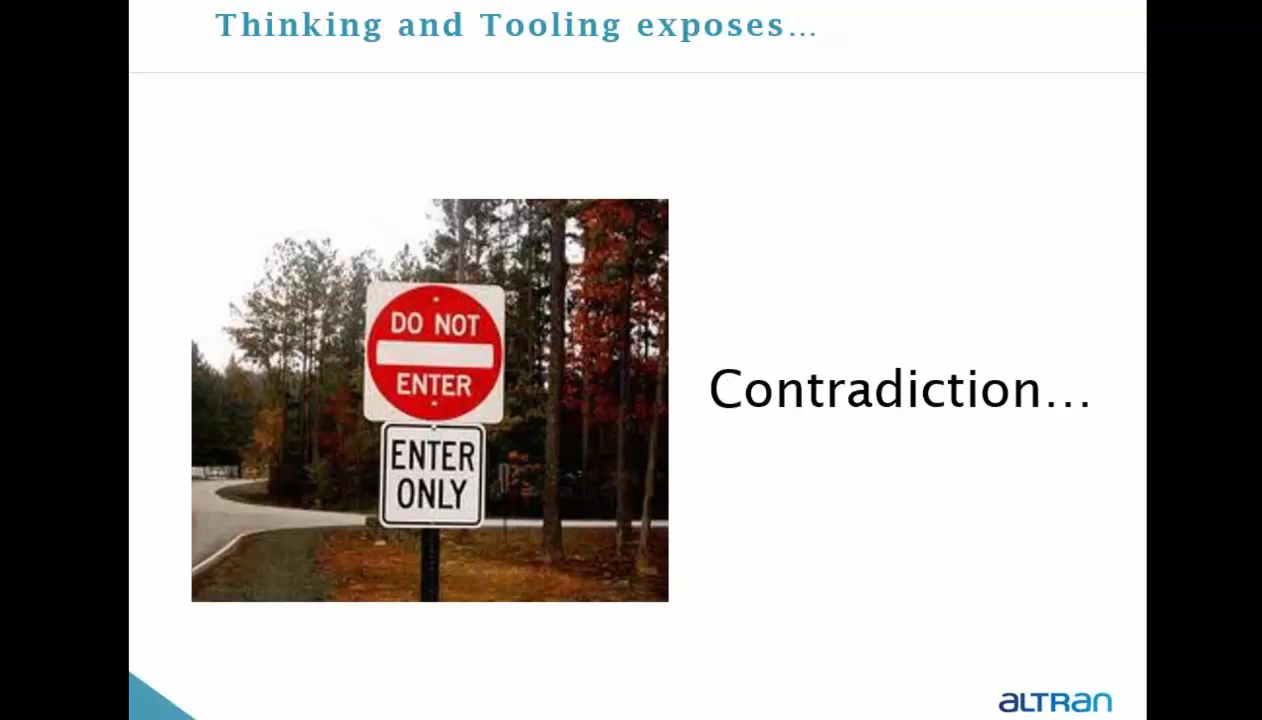 Thinking and Tooling exposes…
DO NOT
ENTER
ENTER
ONLY
Contradiction…
ALTRAN